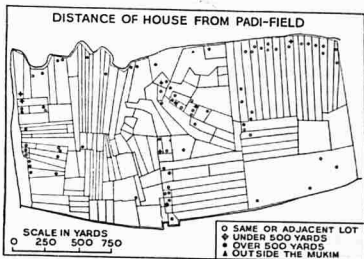 DISTANCE OF HOUSE FROM PADI-FIELD
SCALE IN YARDS
0 250 500 750
SAME OR ADJACENT LOT
UNDER 500 YARDS
OVER 500 YARDS
OUTSIDE THE MUKIM